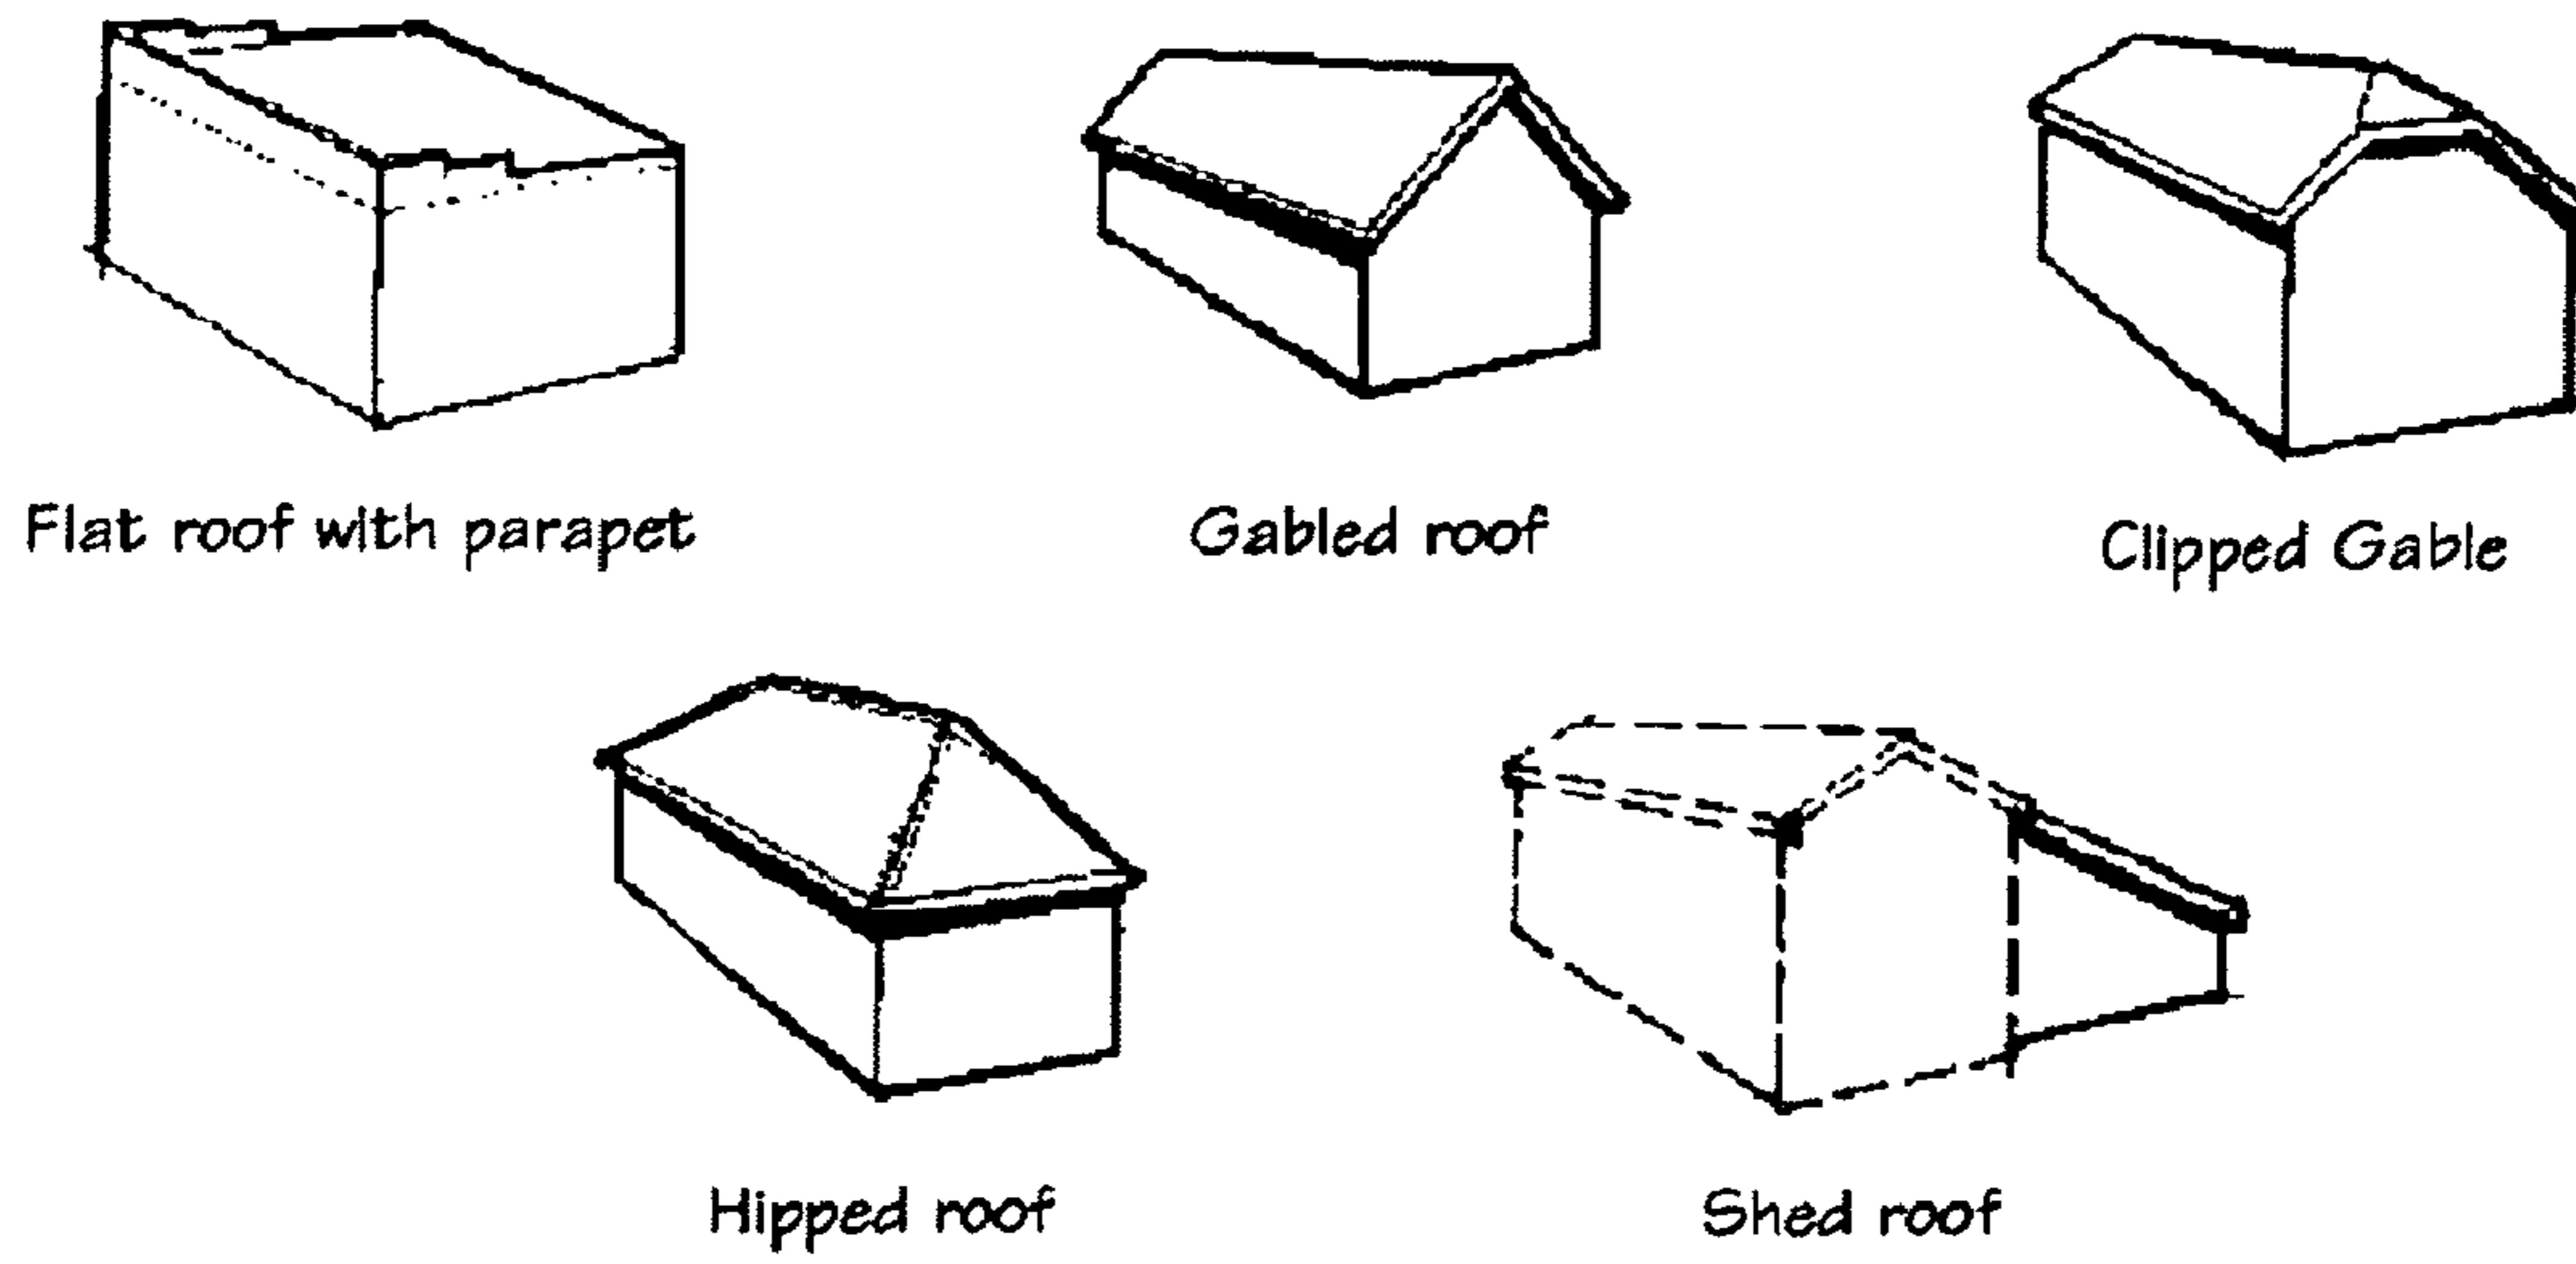 Flat roof with parapet
Gabled roof
Clipped Gable
Hipped roof
Shed roof